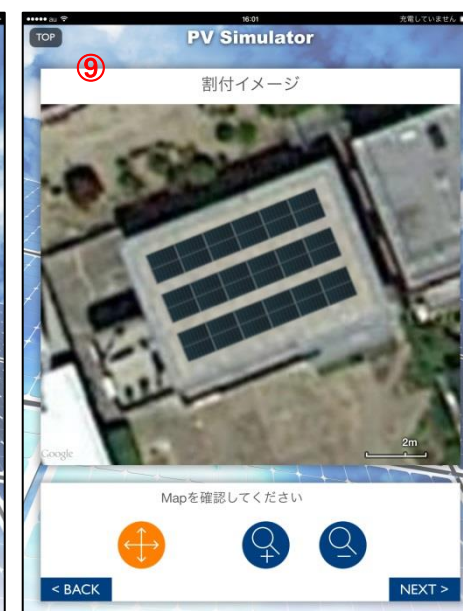 ●●●●● au 16:01 充電していません
TOP
PV Simulator
⑨
割付イメージ
Google
2m
Mapを確認してください
< BACK
NEXT >